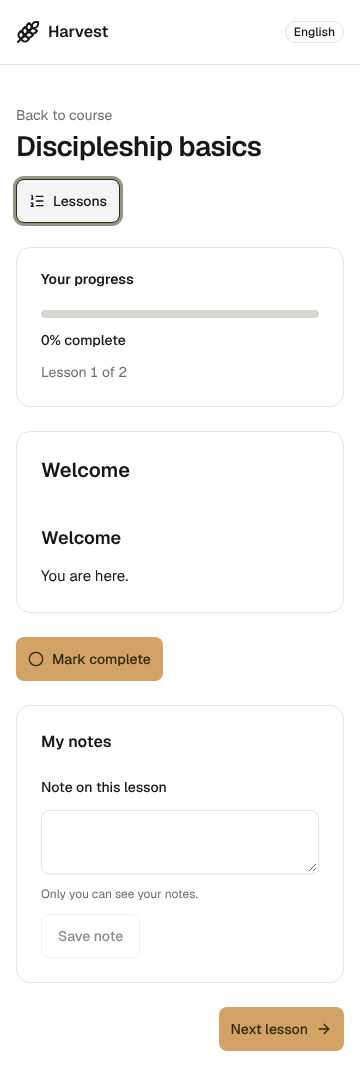 Harvest
English
Back to course
Discipleship basics
Lessons
Your progress
0% complete
Lesson 1 of 2
Welcome
Welcome
You are here.
Mark complete
My notes
Note on this lesson
Only you can see your notes.
Save note
Next lesson